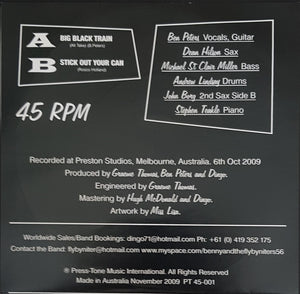 A
BIG BLACK TRAIN
(Ak Take) (B.Peters)
B
STICK OUT YOUR CAN
(Rosco Holland)
45 RPM
Ben Peters Vocals, Guitar
Dean Hilson Sax
Michael St Clair Miller Bass
Andrew Lindsay Drums
John Borg 2nd Sax Side B
Stephen Teakle Piano
Recorded at Preston Studios, Melbourne, Australia. 6th Oct 2009
Produced by Graeme Thomas, Ben Peters and Dingo.
Engineered by Graeme Thomas.
Mastering by Hugh McDonald and Dingo.
Artwork by Miss Lisa.
Worldwide Sales/Band Bookings: dingo71@hotmail.com Ph: +61 (0) 419 352 175
Contact the Band: flybyniter@hotmail.com www.myspace.com/bennyandtheflybyniters56
℗ Press-Tone Music International. All Rights Reserved
Made in Australia November 2009 PT 45-001